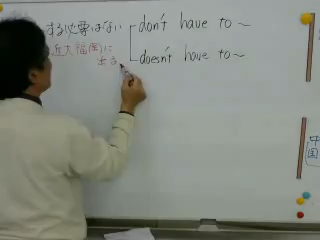 する必要はない
don't have to ~
doesn't have to ~
近大福岡に
出る
中
国